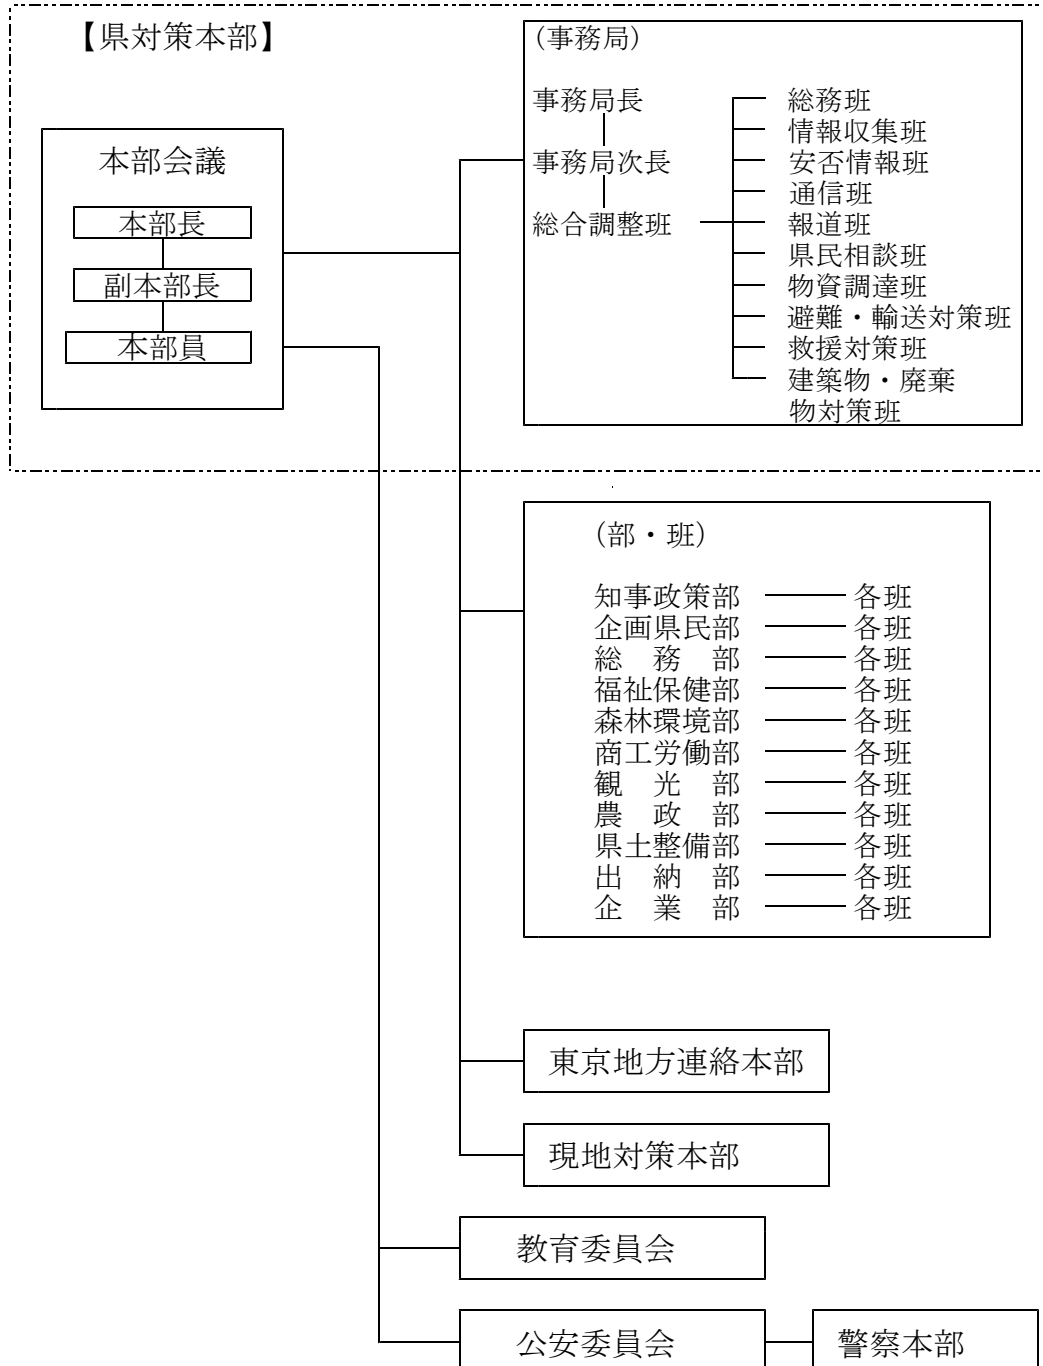 【県対策本部】
本部会議
本部長
副本部長
本部員
(事務局)
事務局長
事務局次長
総合調整班
総務班
情報収集班
安否情報班
通信班
報道班
県民相談班
物資調達班
避難・輸送対策班
救援対策班
建築物・廃棄
物対策班
(部・班)
知事政策部 各班
企画県民部 各班
総務部 各班
福祉保健部 各班
森林環境部 各班
商工労働部 各班
観光部 各班
農政部 各班
県土整備部 各班
出納部 各班
企業部 各班
東京地方連絡本部
現地対策本部
教育委員会
公安委員会 警察本部